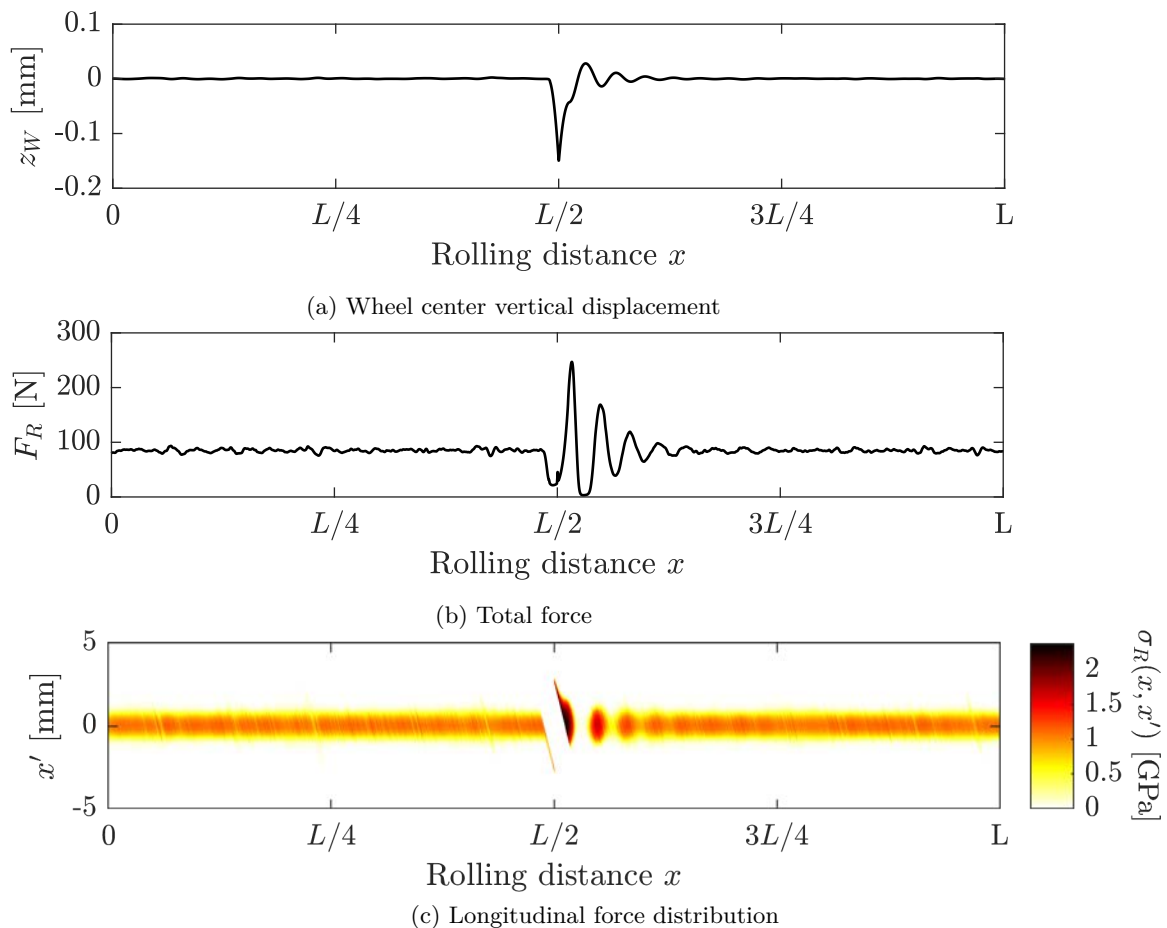 0.1
0
-0.1
-0.2
z_W [mm]
0 L/4 L/2 3L/4 L
Rolling distance x
(a) Wheel center vertical displacement
300
200
100
0
F_R [N]
0 L/4 L/2 3L/4 L
Rolling distance x
(b) Total force
5
0
-5
x′ [mm]
0 L/4 L/2 3L/4 L
Rolling distance x
2
1.5
1
0.5
0
σ_R(x, x′) [GPa]
(c) Longitudinal force distribution